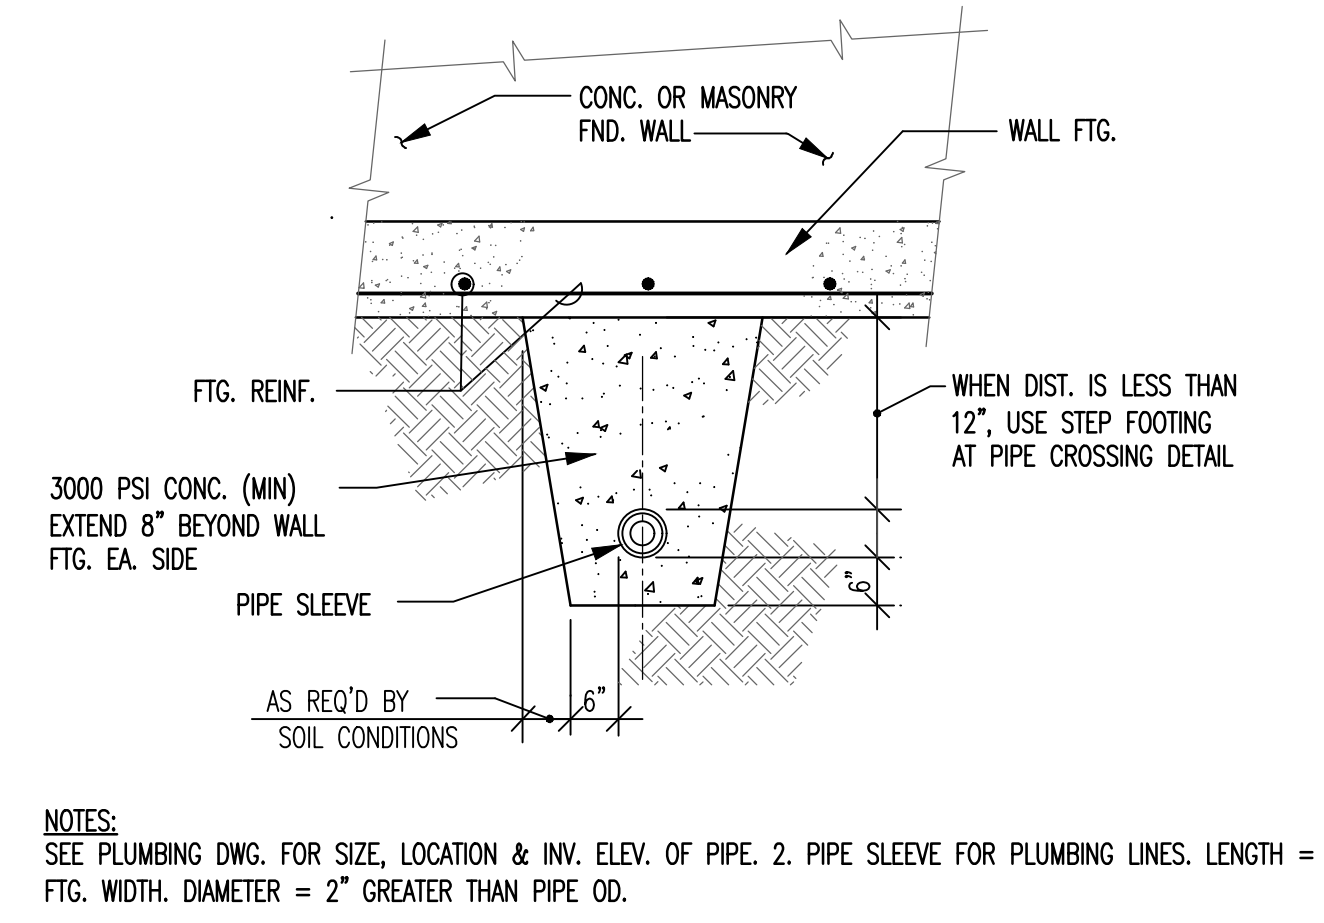 CONC. OR MASONRY
FND. WALL
WALL FTG.
FTG. REINF.
WHEN DIST. IS LESS THAN
12", USE STEP FOOTING
AT PIPE CROSSING DETAIL
3000 PSI CONC. (MIN)
EXTEND 8" BEYOND WALL
FTG. EA. SIDE
6"
PIPE SLEEVE
AS REQ'D BY
SOIL CONDITIONS
6"
NOTES:
SEE PLUMBING DWG. FOR SIZE, LOCATION & INV. ELEV. OF PIPE. 2. PIPE SLEEVE FOR PLUMBING LINES. LENGTH =
FTG. WIDTH. DIAMETER = 2" GREATER THAN PIPE OD.